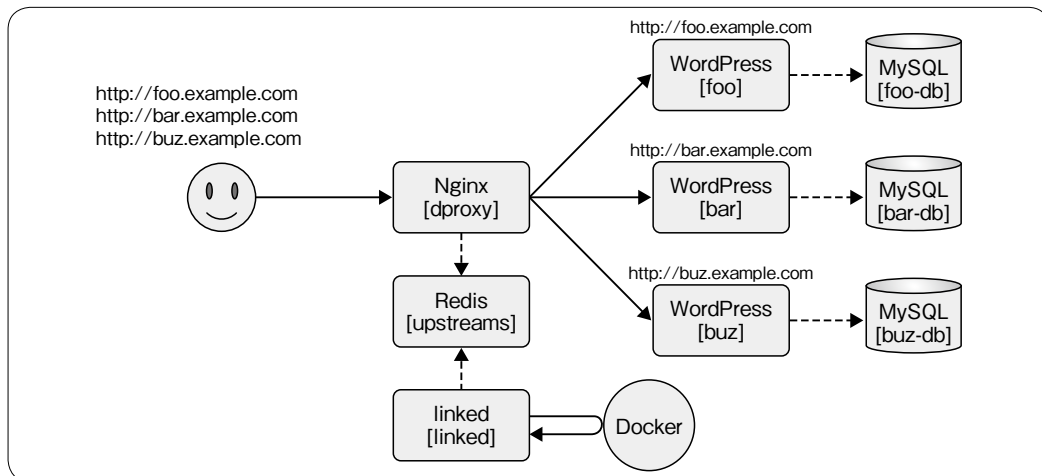 http://foo.example.com
http://bar.example.com
http://buz.example.com
Nginx
[dproxy]
Redis
[upstreams]
linked
[linked]
Docker
http://foo.example.com
WordPress
[foo]
MySQL
[foo-db]
http://bar.example.com
WordPress
[bar]
MySQL
[bar-db]
http://buz.example.com
WordPress
[buz]
MySQL
[buz-db]